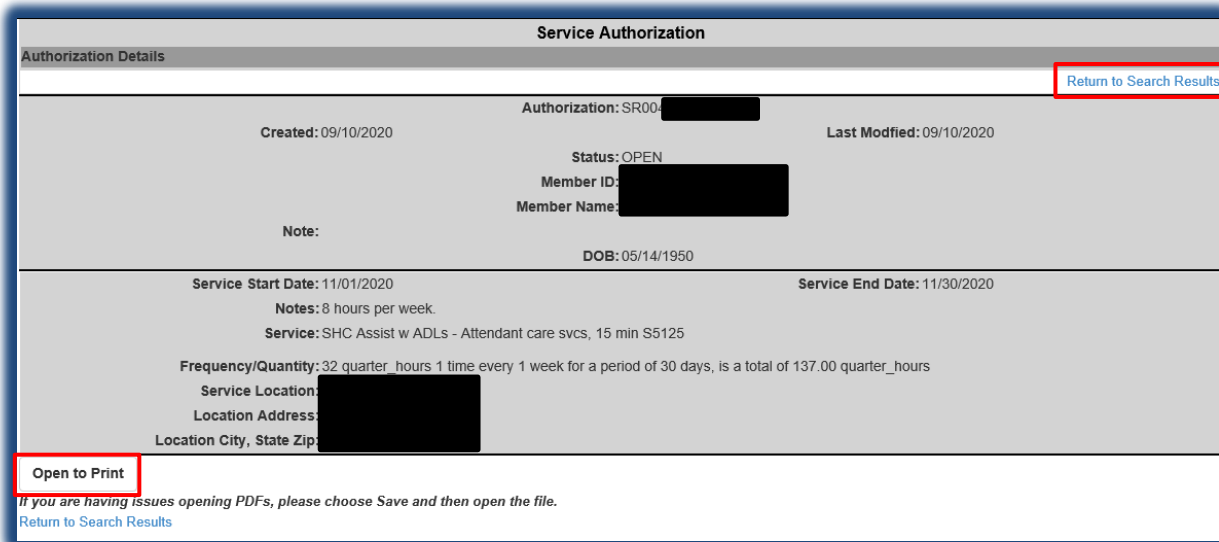 Service Authorization
Authorization Details
Return to Search Results
Authorization: SR004
Created: 09/10/2020 Last Modfied: 09/10/2020
Status: OPEN
Member ID:
Member Name:
Note:
DOB: 05/14/1950
Service Start Date: 11/01/2020 Service End Date: 11/30/2020
Notes: 8 hours per week.
Service: SHC Assist w ADLs - Attendant care svcs, 15 min S5125
Frequency/Quantity: 32 quarter_hours 1 time every 1 week for a period of 30 days, is a total of 137.00 quarter_hours
Service Location:
Location Address:
Location City, State Zip:
Open to Print
If you are having issues opening PDFs, please choose Save and then open the file.
Return to Search Results